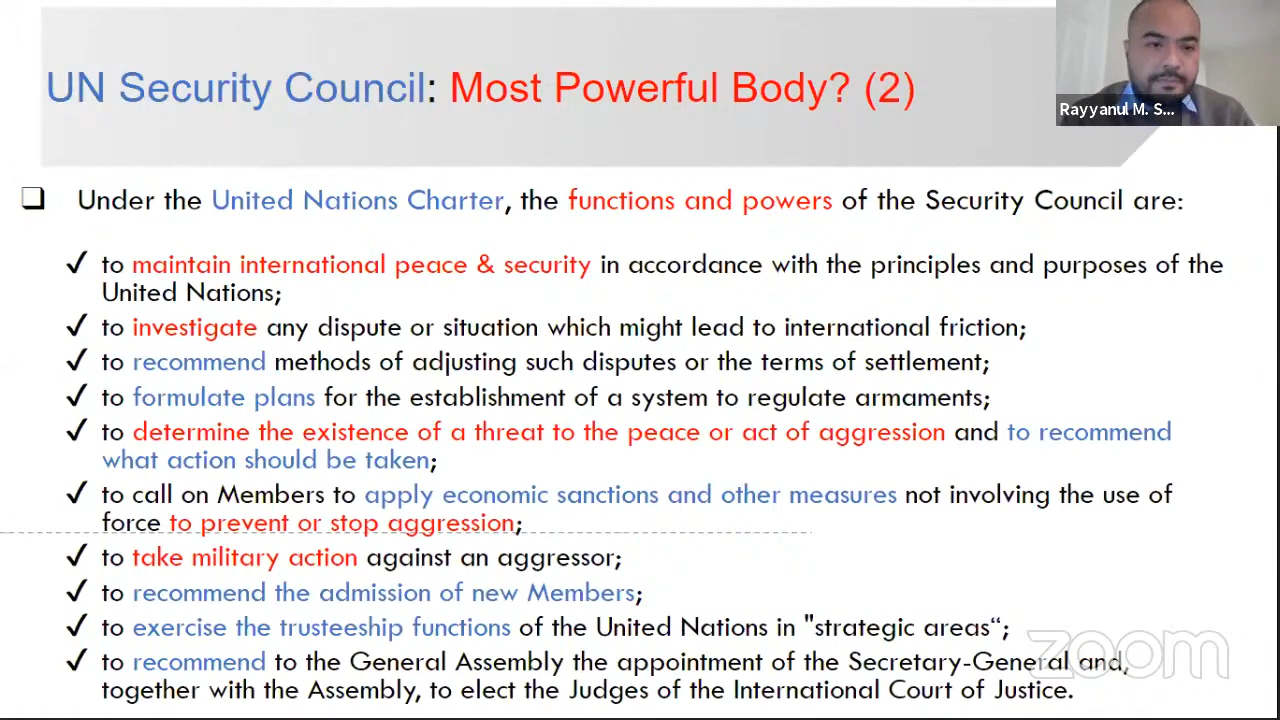 UN Security Council: Most Powerful Body? (2)
Rayyanul M. S...
❑ Under the United Nations Charter, the functions and powers of the Security Council are:
✓ to maintain international peace & security in accordance with the principles and purposes of the
United Nations;
✓ to investigate any dispute or situation which might lead to international friction;
✓ to recommend methods of adjusting such disputes or the terms of settlement;
✓ to formulate plans for the establishment of a system to regulate armaments;
✓ to determine the existence of a threat to the peace or act of aggression and to recommend
what action should be taken;
✓ to call on Members to apply economic sanctions and other measures not involving the use of
force to prevent or stop aggression;
✓ to take military action against an aggressor;
✓ to recommend the admission of new Members;
✓ to exercise the trusteeship functions of the United Nations in "strategic areas“;
✓ to recommend to the General Assembly the appointment of the Secretary-General and,
together with the Assembly, to elect the Judges of the International Court of Justice.
zoom